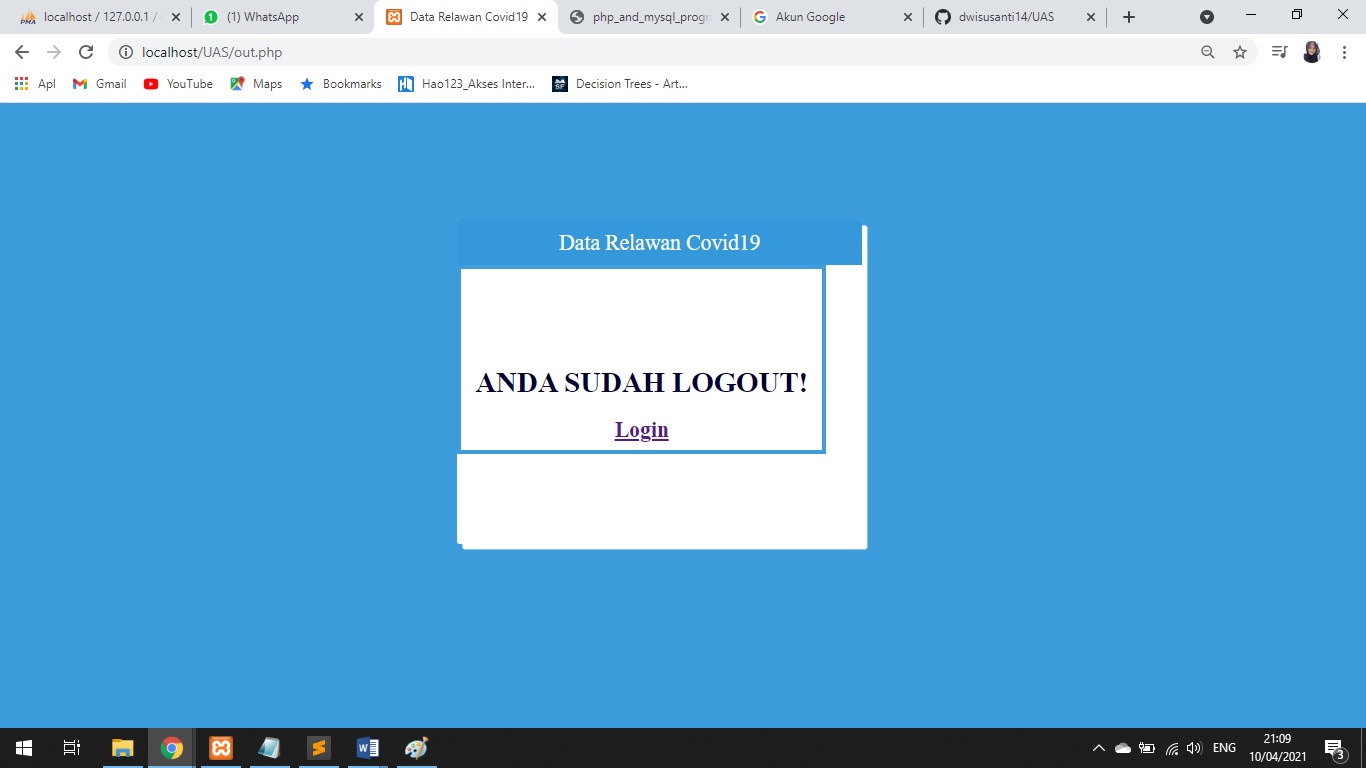 localhost / 127.0.0.1 /
(1) WhatsApp
Data Relawan Covid19
php_and_mysql_progr
Akun Google
dwisusanti14/UAS
localhost/UAS/out.php
Apl
Gmail
YouTube
Maps
Bookmarks
Hao123_Akses Inter...
Decision Trees - Art...
Data Relawan Covid19
ANDA SUDAH LOGOUT!
Login
ENG
21:09
10/04/2021
3